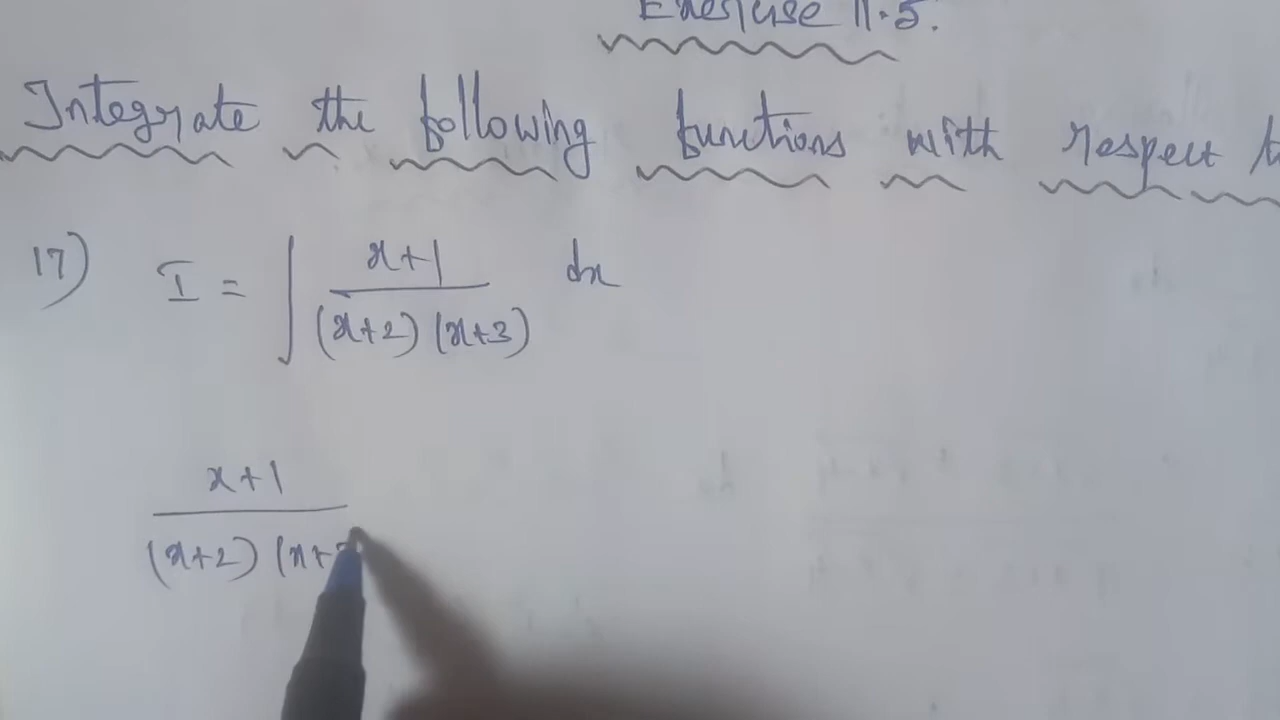 Exercise 11.5.
Integrate the following functions with respect
17) I = ∫ x+1 / (x+2) (x+3) dx
x+1
(x+2) (x+